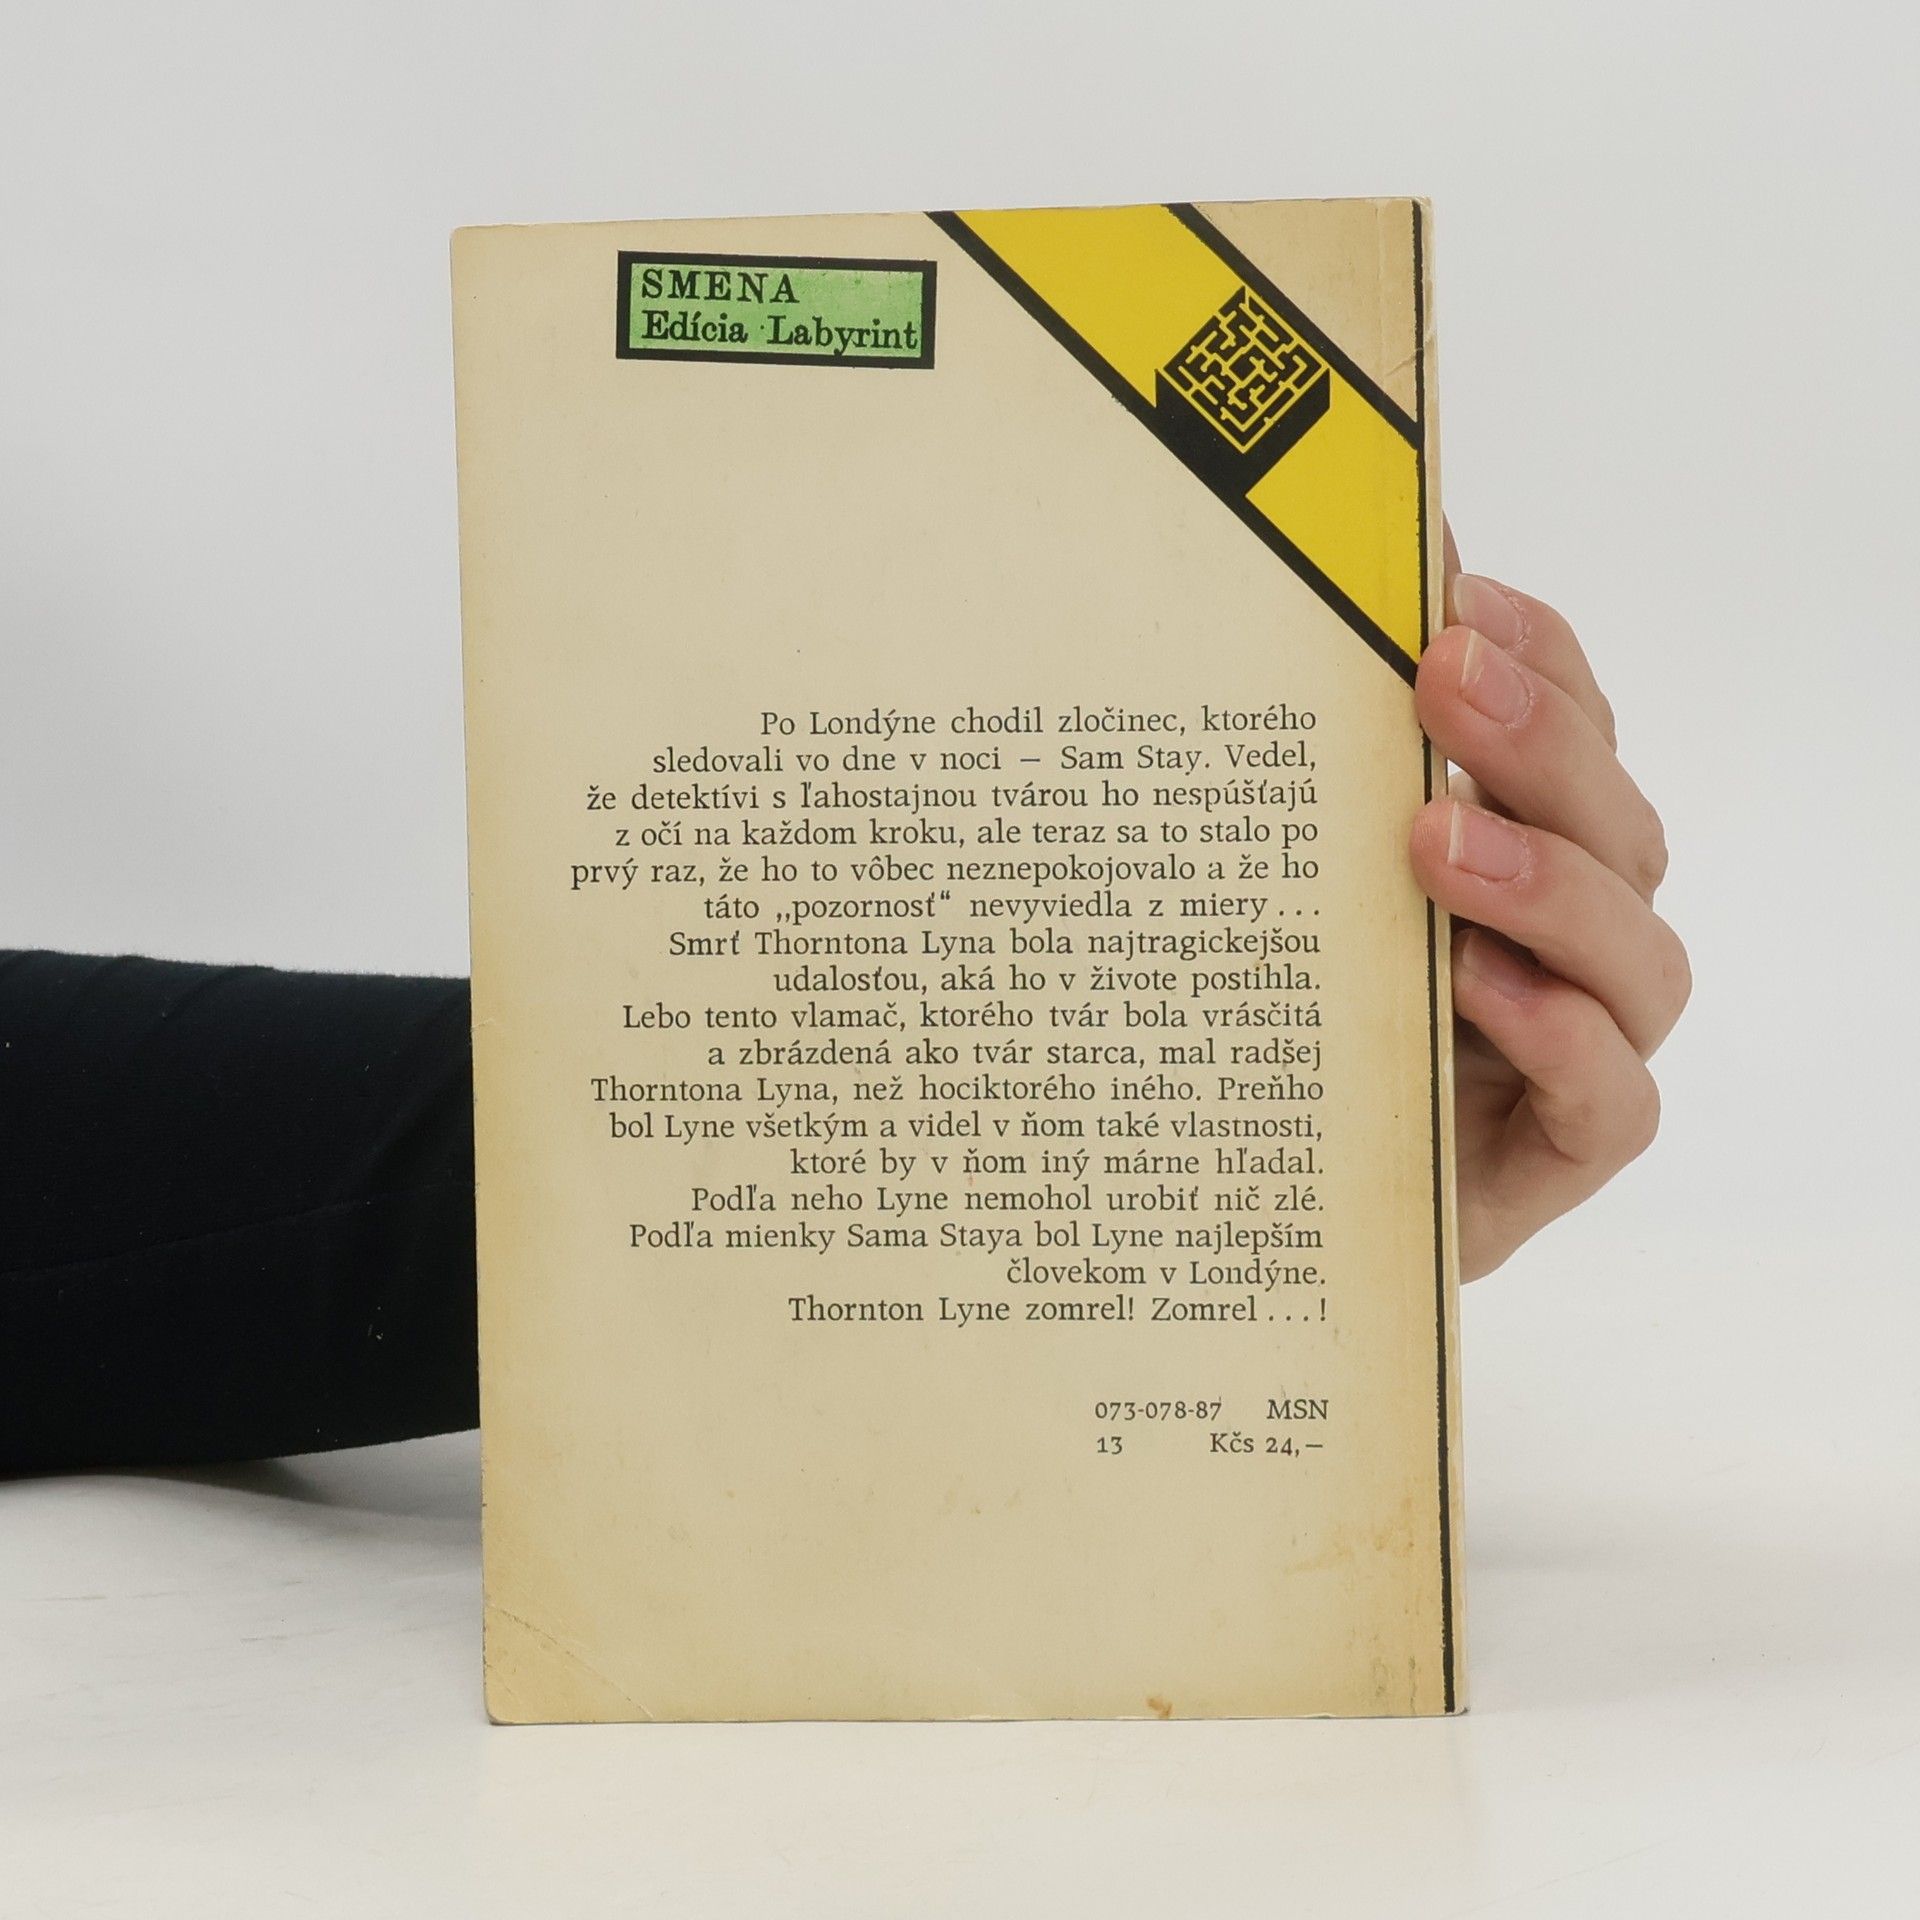 SMENA
Edícia Labyrint
Po Londýne chodil zločinec, ktorého
sledovali vo dne v noci – Sam Stay. Vedel,
že detektívi s ľahostajnou tvárou ho nespúšťajú
z očí na každom kroku, ale teraz sa to stalo po
prvý raz, že ho to vôbec neznepokojovalo a že ho
táto „pozornosť“ nevyviedla z miery . . .
Smrť Thorntona Lyna bola najtragickejšou
udalosťou, aká ho v živote postihla.
Lebo tento vlamač, ktorého tvár bola vrásčitá
a zbrázdená ako tvár starca, mal radšej
Thorntona Lyna, než hociktorého iného. Preňho
bol Lyne všetkým a videl v ňom také vlastnosti,
ktoré by v ňom iný márne hľadal.
Podľa neho Lyne nemohol urobiť nič zlé.
Podľa mienky Sama Staya bol Lyne najlepším
človekom v Londýne.
Thornton Lyne zomrel! Zomrel . . . !
073-078-87 MSN
13 Kčs 24,–